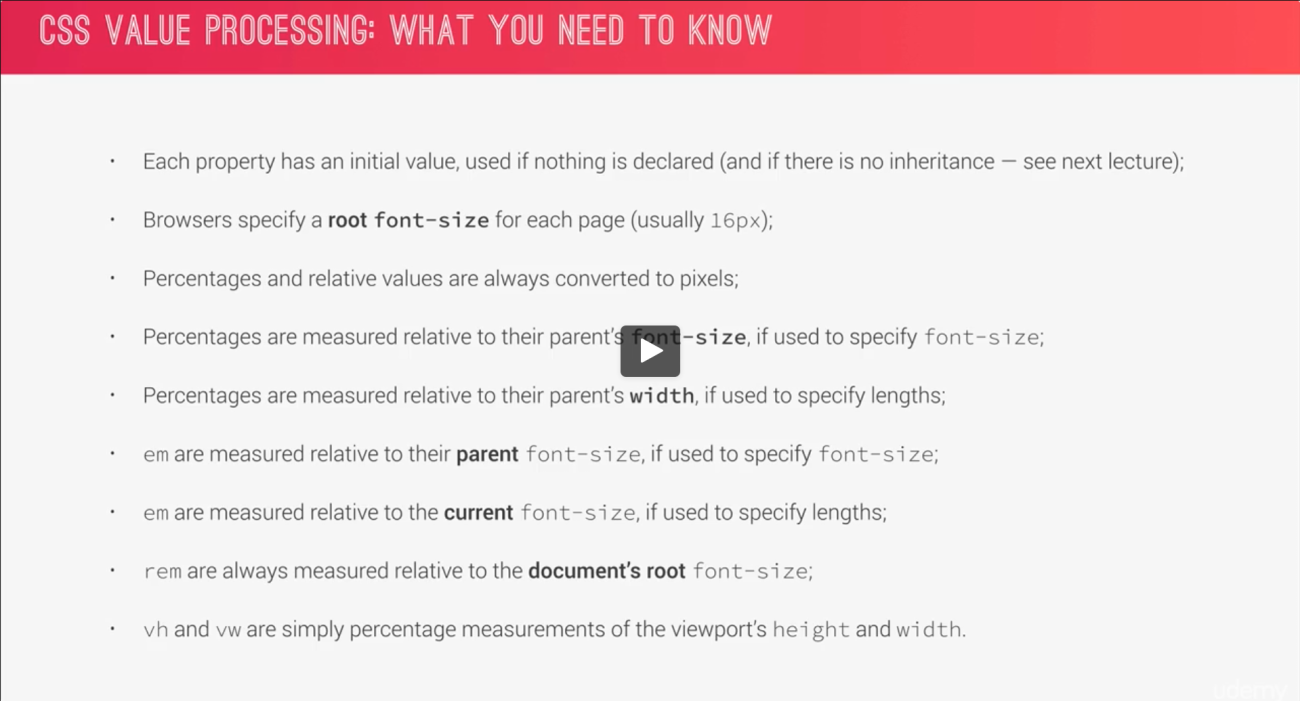 CSS VALUE PROCESSING: WHAT YOU NEED TO KNOW
• Each property has an initial value, used if nothing is declared (and if there is no inheritance — see next lecture);
• Browsers specify a root font-size for each page (usually 16px);
• Percentages and relative values are always converted to pixels;
• Percentages are measured relative to their parent's font-size, if used to specify font-size;
• Percentages are measured relative to their parent's width, if used to specify lengths;
• em are measured relative to their parent font-size, if used to specify font-size;
• em are measured relative to the current font-size, if used to specify lengths;
• rem are always measured relative to the document's root font-size;
• vh and vw are simply percentage measurements of the viewport's height and width.
udemy